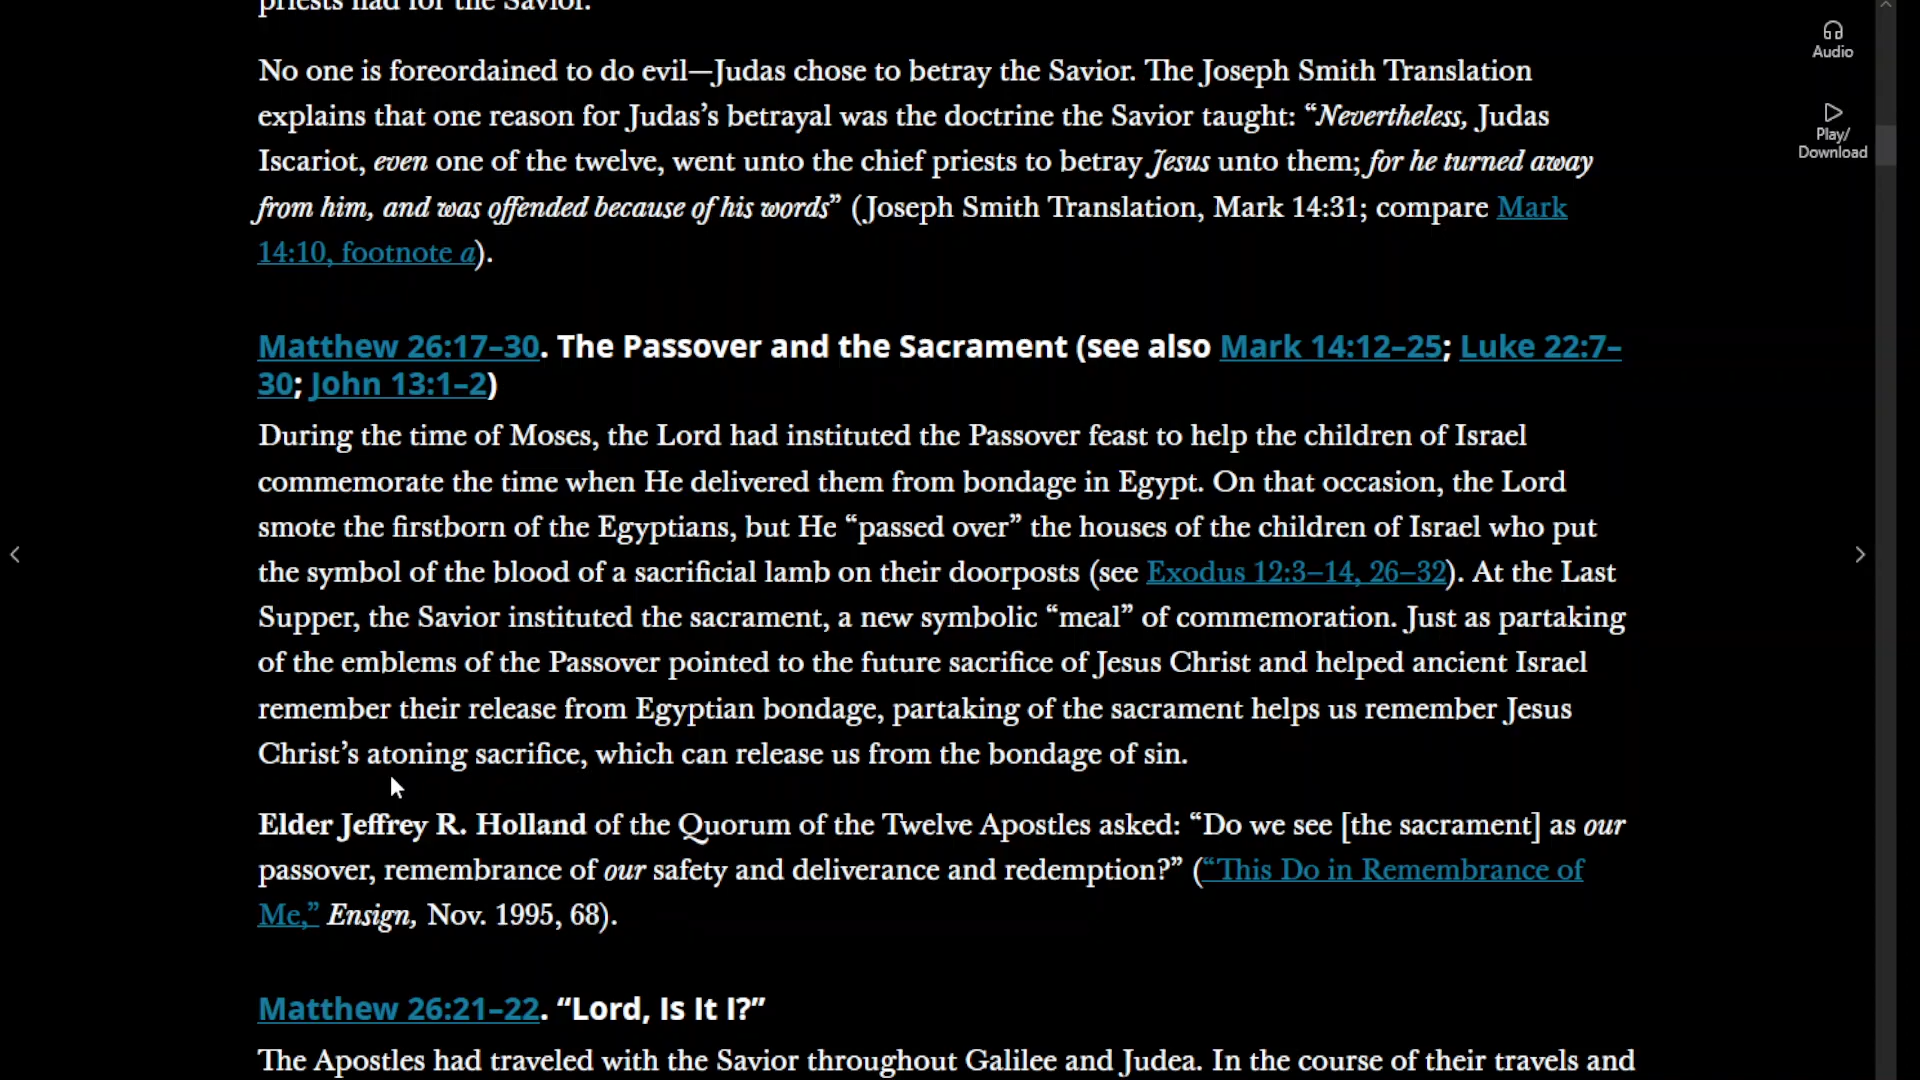 priests had for the Savior.
Audio
No one is foreordained to do evil—Judas chose to betray the Savior. The Joseph Smith Translation
explains that one reason for Judas’s betrayal was the doctrine the Savior taught: “Nevertheless, Judas
Iscariot, even one of the twelve, went unto the chief priests to betray Jesus unto them; for he turned away
from him, and was offended because of his words” (Joseph Smith Translation, Mark 14:31; compare Mark
14:10, footnote a).
Play/
Download
Matthew 26:17–30. The Passover and the Sacrament (see also Mark 14:12–25; Luke 22:7–
30; John 13:1–2)
During the time of Moses, the Lord had instituted the Passover feast to help the children of Israel
commemorate the time when He delivered them from bondage in Egypt. On that occasion, the Lord
smote the firstborn of the Egyptians, but He “passed over” the houses of the children of Israel who put
the symbol of the blood of a sacrificial lamb on their doorposts (see Exodus 12:3–14, 26–32). At the Last
Supper, the Savior instituted the sacrament, a new symbolic “meal” of commemoration. Just as partaking
of the emblems of the Passover pointed to the future sacrifice of Jesus Christ and helped ancient Israel
remember their release from Egyptian bondage, partaking of the sacrament helps us remember Jesus
Christ’s atoning sacrifice, which can release us from the bondage of sin.
Elder Jeffrey R. Holland of the Quorum of the Twelve Apostles asked: “Do we see [the sacrament] as our
passover, remembrance of our safety and deliverance and redemption?” (“This Do in Remembrance of
Me,” Ensign, Nov. 1995, 68).
Matthew 26:21–22. “Lord, Is It I?”
The Apostles had traveled with the Savior throughout Galilee and Judea. In the course of their travels and